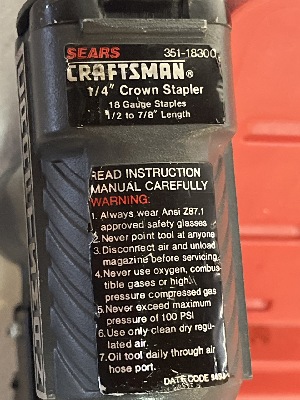 SEARS 351-18300
CRAFTSMAN®
1/4" Crown Stapler
18 Gauge Staples
1/2 to 7/8" Length
READ INSTRUCTION
MANUAL CAREFULLY
WARNING:
1. Always wear Ansi Z87.1
approved safety glasses
2. Never point tool at anyone
3. Disconnect air and unload
magazine before servicing
4. Never use oxygen, combus-
tible gases or high
pressure compressed gas
5. Never exceed maximum
pressure of 100 PSI
6. Use only clean dry regu-
lated air.
7. Oil tool daily through air
hose port.
DATE CODE